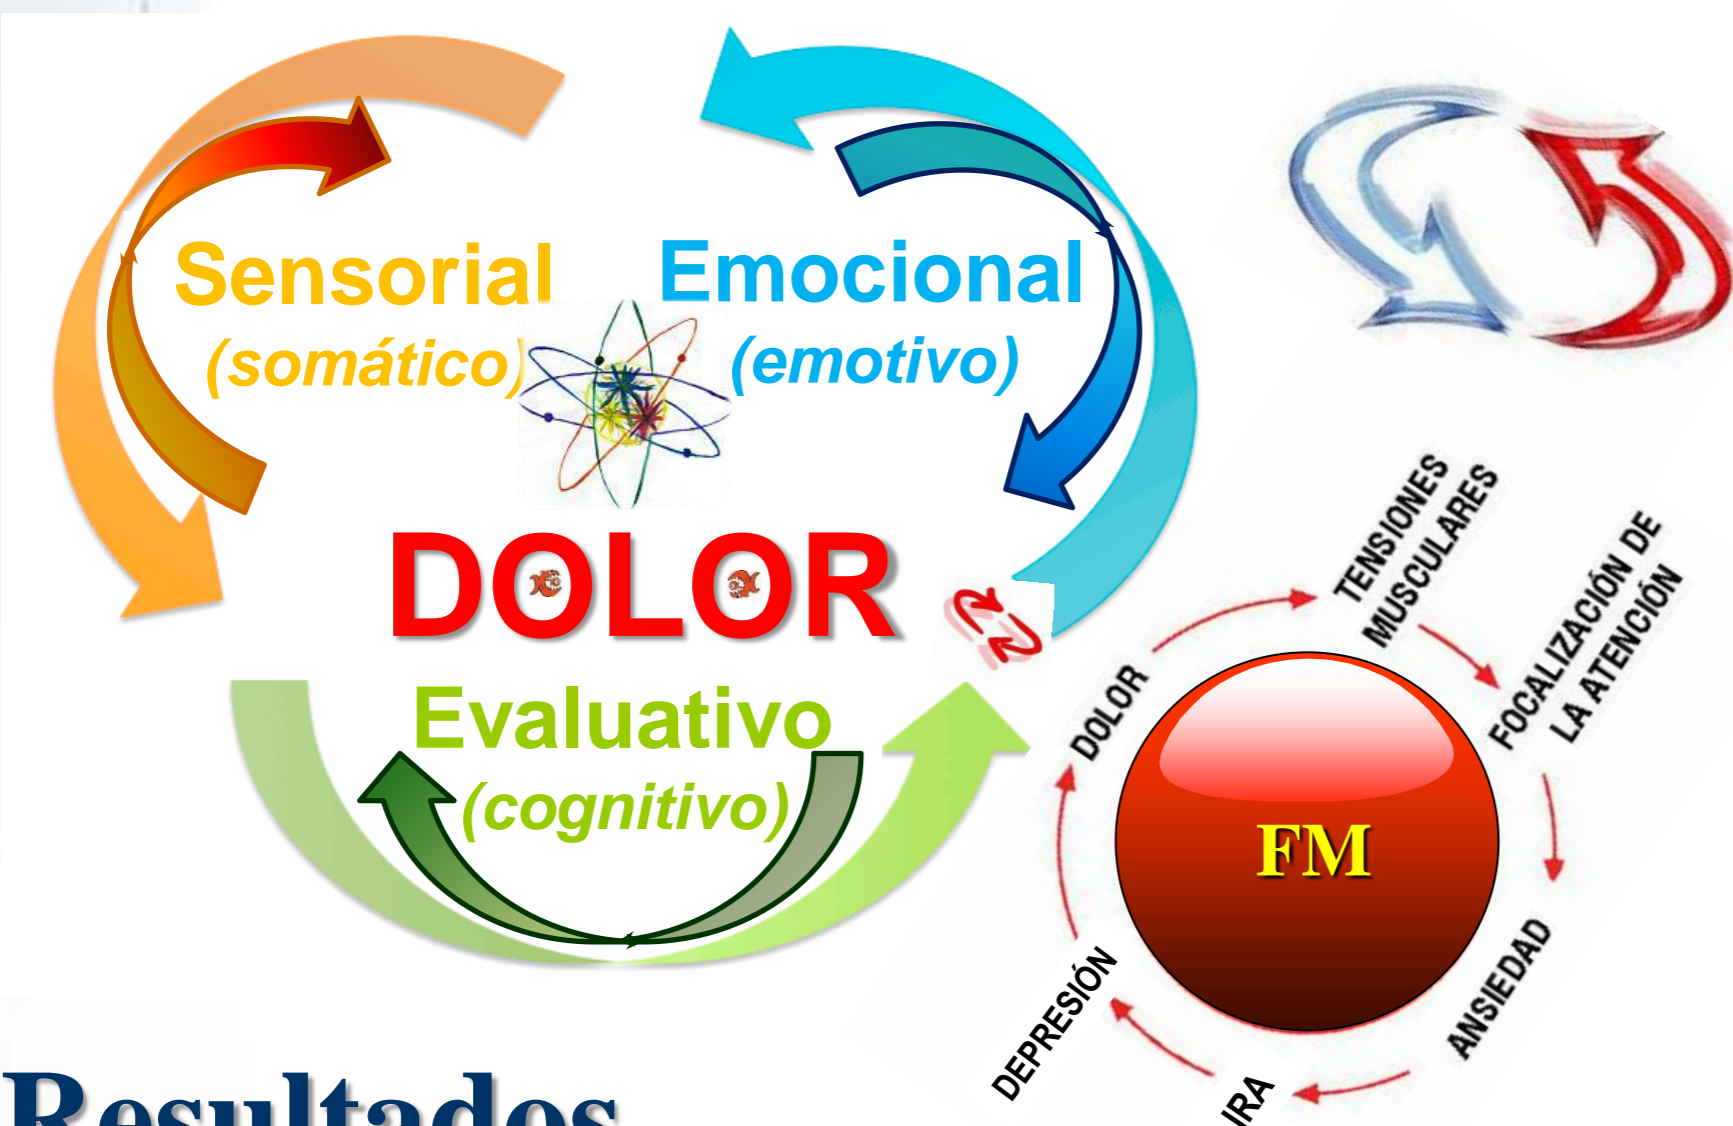 Sensorial
(somático)
Emocional
(emotivo)
DOLOR
Evaluativo
(cognitivo)
TENSIONES
MUSCULARES
FOCALIZACIÓN DE
LA ATENCIÓN
ANSIEDAD
IRA
DEPRESIÓN
DOLOR
FM
Resultados